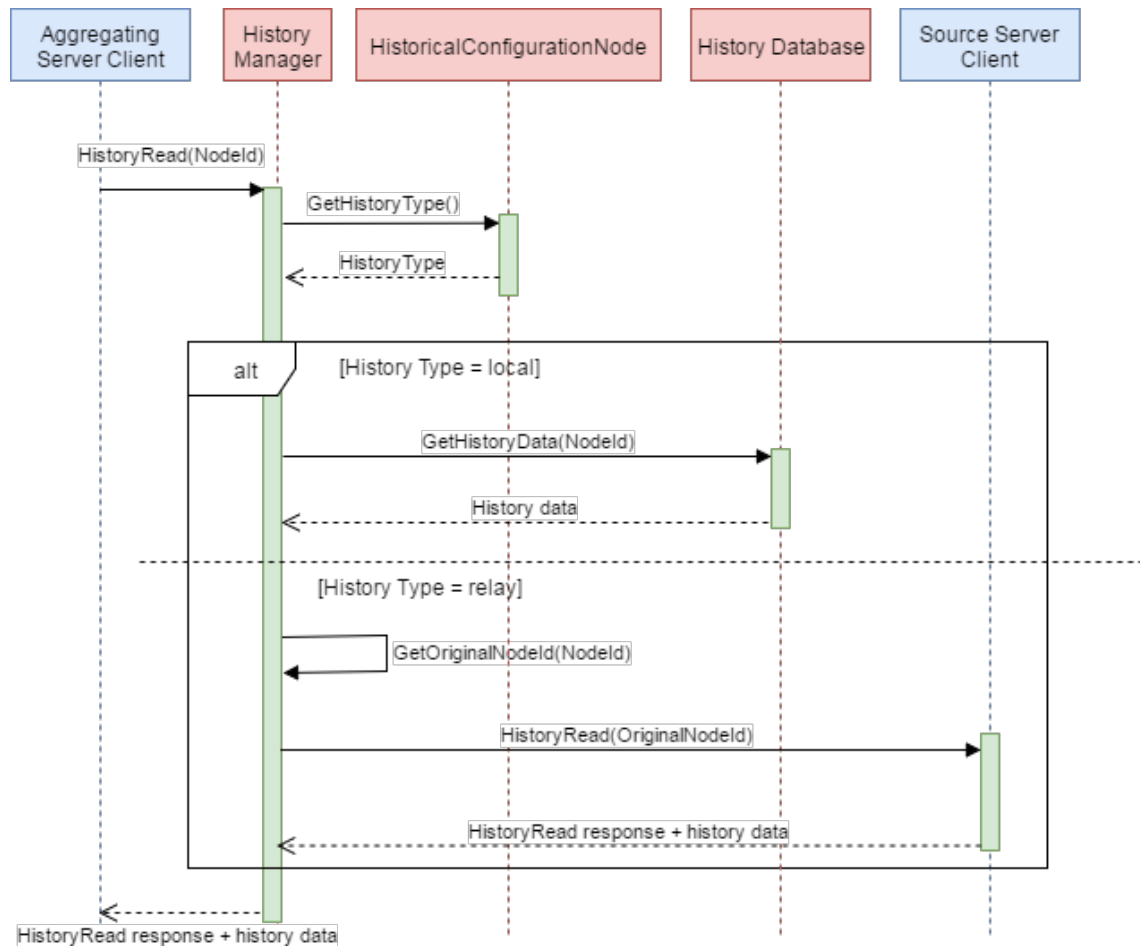 Aggregating
Server Client
History
Manager
HistoricalConfigurationNode
History Database
Source Server
Client
HistoryRead(NodeId)
GetHistoryType()
HistoryType
alt
[History Type = local]
GetHistoryData(NodeId)
History data
[History Type = relay]
GetOriginalNodeId(NodeId)
HistoryRead(OriginalNodeId)
HistoryRead response + history data
HistoryRead response + history data